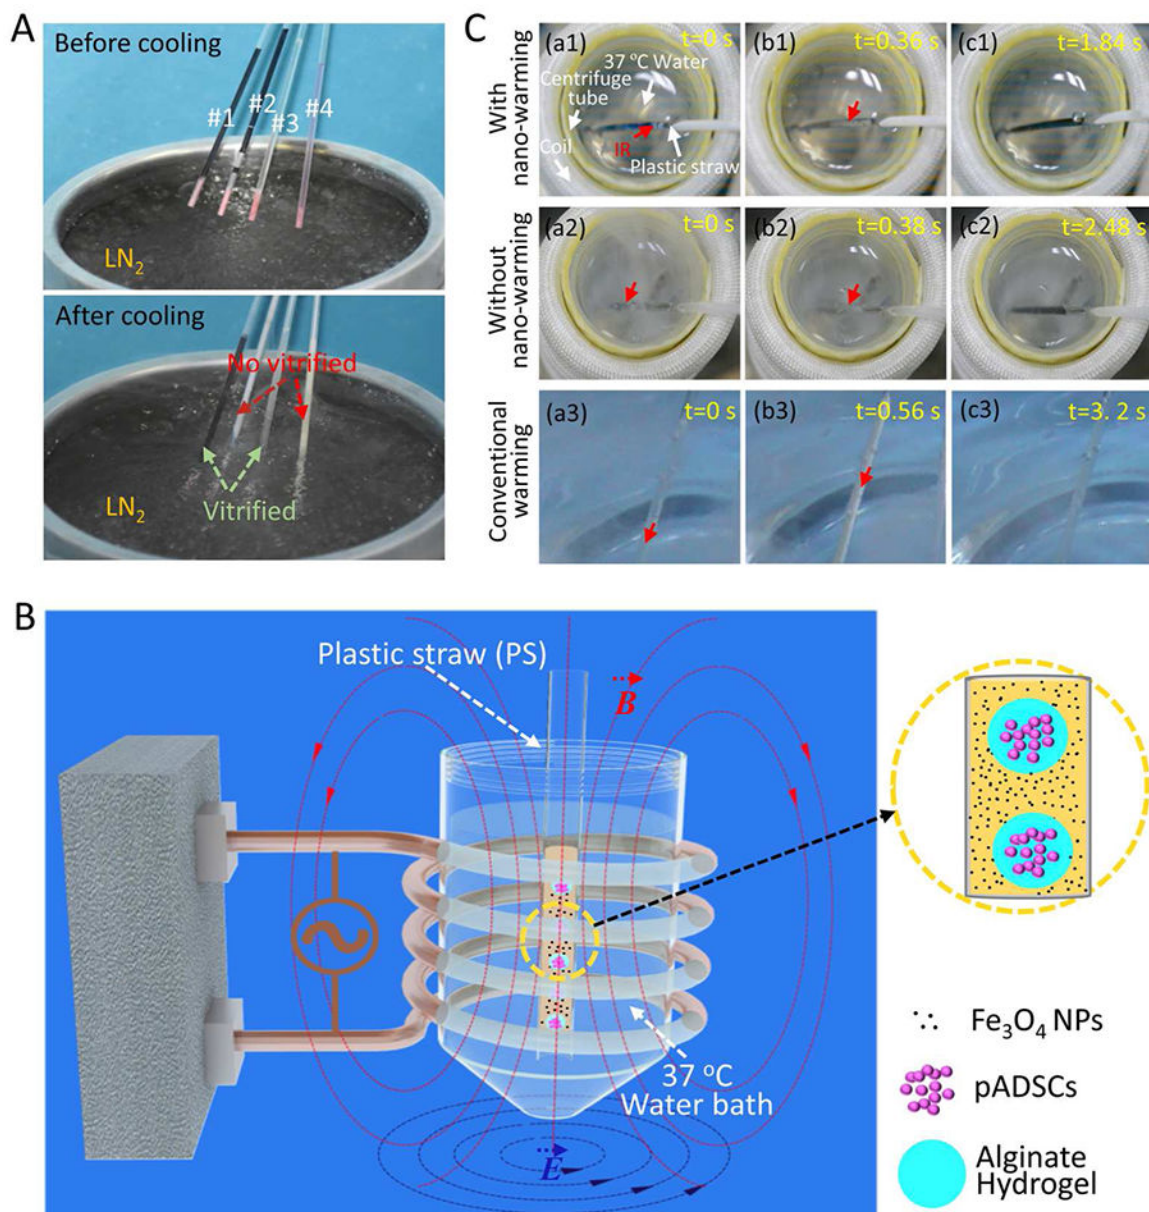 A
Before cooling
#1
#2
#3
#4
LN₂
After cooling
No vitrified
Vitrified
LN₂
C
With
nano-warming
(a1)
t=0 s
37 °C Water
Centrifuge
tube
Coil
IR
Plastic straw
(b1)
t=0.36 s
(c1)
t=1.84 s
Without
nano-warming
(a2)
t=0 s
(b2)
t=0.38 s
(c2)
t=2.48 s
Conventional
warming
(a3)
t=0 s
(b3)
t=0.56 s
(c3)
t=3. 2 s
B
Plastic straw (PS)
B
37 °C
Water bath
E
Fe₃O₄ NPs
pADSCs
Alginate
Hydrogel